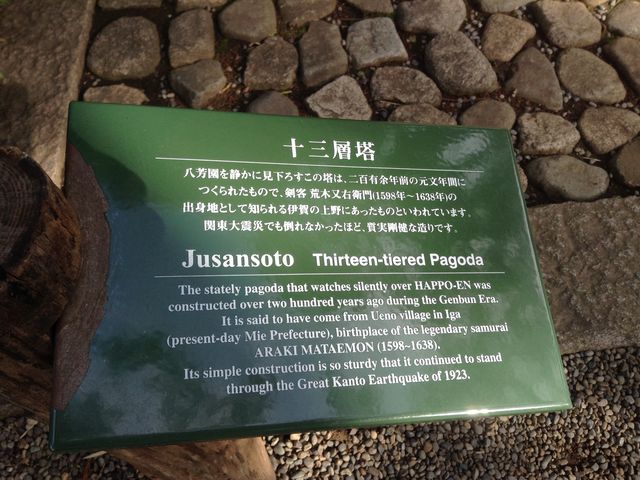 十三層塔
八芳園を静かに見下ろすこの塔は、二百有余年前の元文年間に
つくられたもので、剣客 荒木又右衛門(1598年~1638年)の
出身地として知られる伊賀の上野にあったものといわれています。
関東大震災でも倒れなかったほど、質実剛健な造りです。
Jusansoto Thirteen-tiered Pagoda
The stately pagoda that watches silently over HAPPO-EN was
constructed over two hundred years ago during the Genbun Era.
It is said to have come from Ueno village in Iga
(present-day Mie Prefecture), birthplace of the legendary samurai
ARAKI MATAEMON (1598~1638).
Its simple construction is so sturdy that it continued to stand
through the Great Kanto Earthquake of 1923.